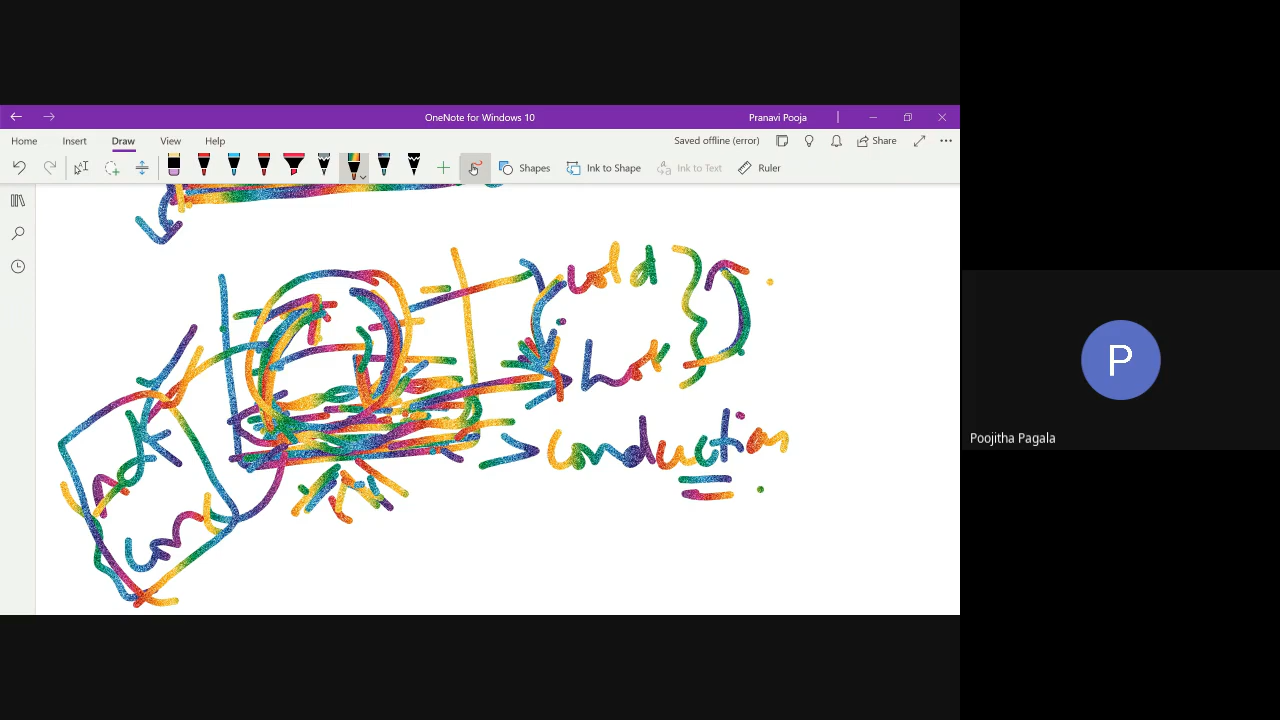 OneNote for Windows 10
Pranavi Pooja
Home Insert Draw View Help
Saved offline (error)
Share
Shapes
Ink to Shape
Ink to Text
Ruler
cold
hot
conduction
P
Poojitha Pagala